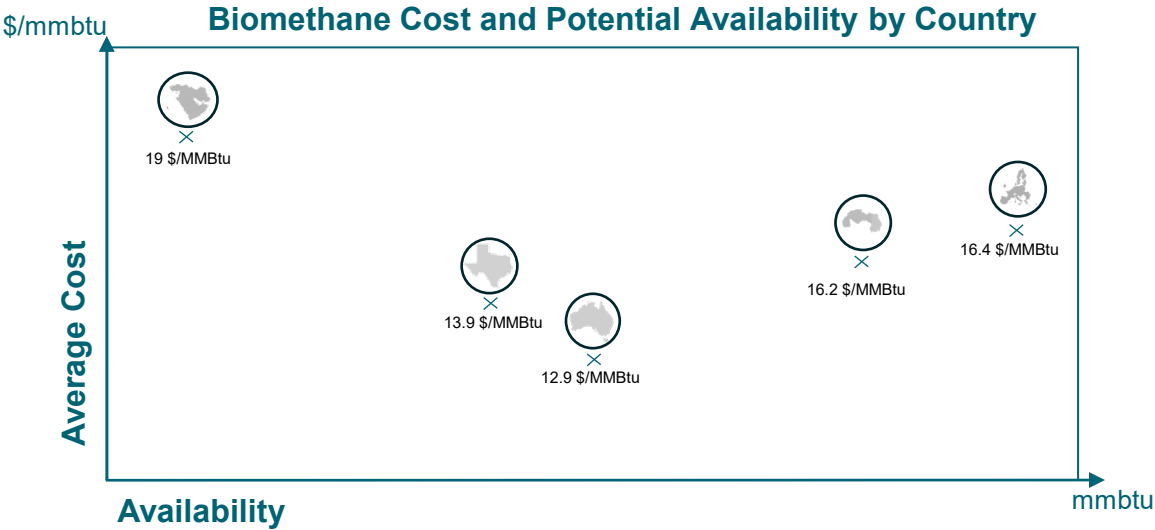 Biomethane Cost and Potential Availability by Country
$/mmbtu
19 $/MMBtu
16.4 $/MMBtu
16.2 $/MMBtu
13.9 $/MMBtu
12.9 $/MMBtu
Average Cost
mmbtu
Availability